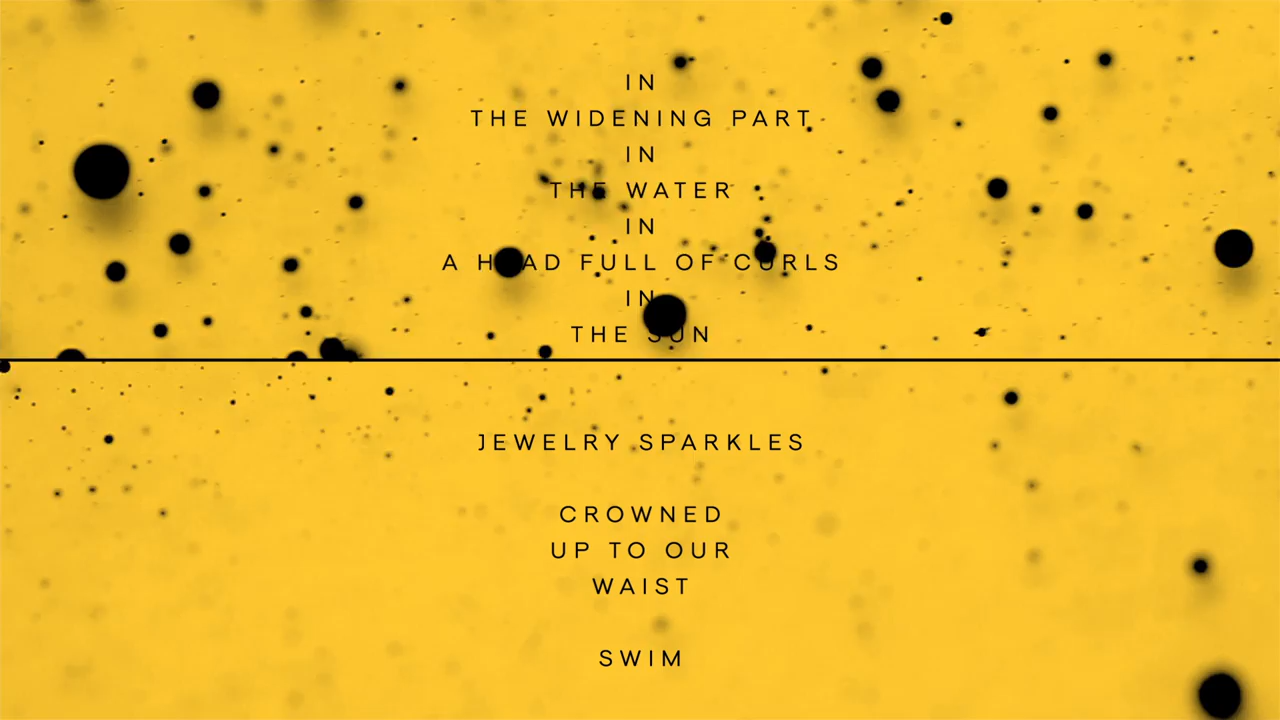 IN
THE WIDENING PART
IN
THE WATER
IN
A HEAD FULL OF CURLS
IN
THE SUN
JEWELRY SPARKLES
CROWNED
UP TO OUR
WAIST
SWIM